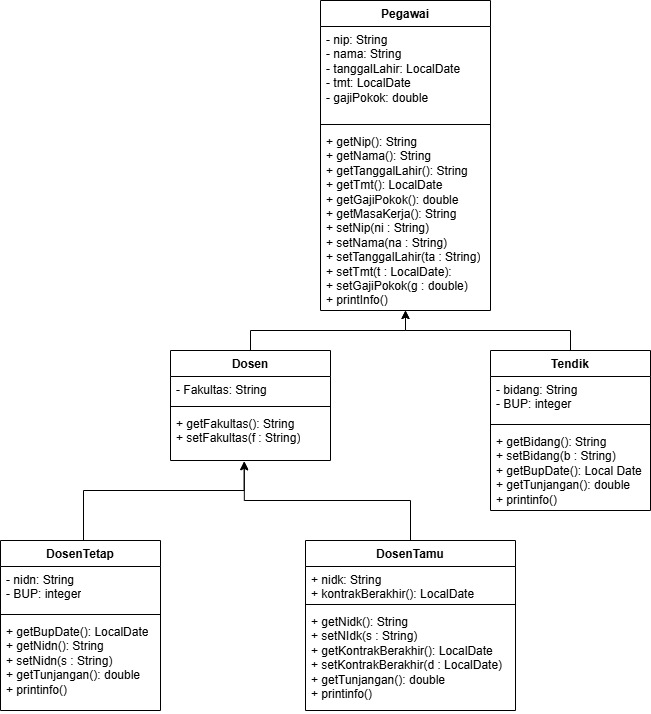 Pegawai
- nip: String
- nama: String
- tanggalLahir: LocalDate
- tmt: LocalDate
- gajiPokok: double
+ getNip(): String
+ getNama(): String
+ getTanggalLahir(): String
+ getTmt(): LocalDate
+ getGajiPokok(): double
+ getMasaKerja(): String
+ setNip(ni : String)
+ setNama(na : String)
+ setTanggalLahir(ta : String)
+ setTmt(t : LocalDate):
+ setGajiPokok(g : double)
+ printInfo()
Dosen
- Fakultas: String
+ getFakultas(): String
+ setFakultas(f : String)
Tendik
- bidang: String
- BUP: integer
+ getBidang(): String
+ setBidang(b : String)
+ getBupDate(): Local Date
+ getTunjangan(): double
+ printinfo()
DosenTetap
- nidn: String
- BUP: integer
+ getBupDate(): LocalDate
+ getNidn(): String
+ setNidn(s : String)
+ getTunjangan(): double
+ printinfo()
DosenTamu
+ nidk: String
+ kontrakBerakhir(): LocalDate
+ getNidk(): String
+ setNIdk(s : String)
+ getKontrakBerakhir(): LocalDate
+ setKontrakBerakhir(d : LocalDate)
+ getTunjangan(): double
+ printinfo()